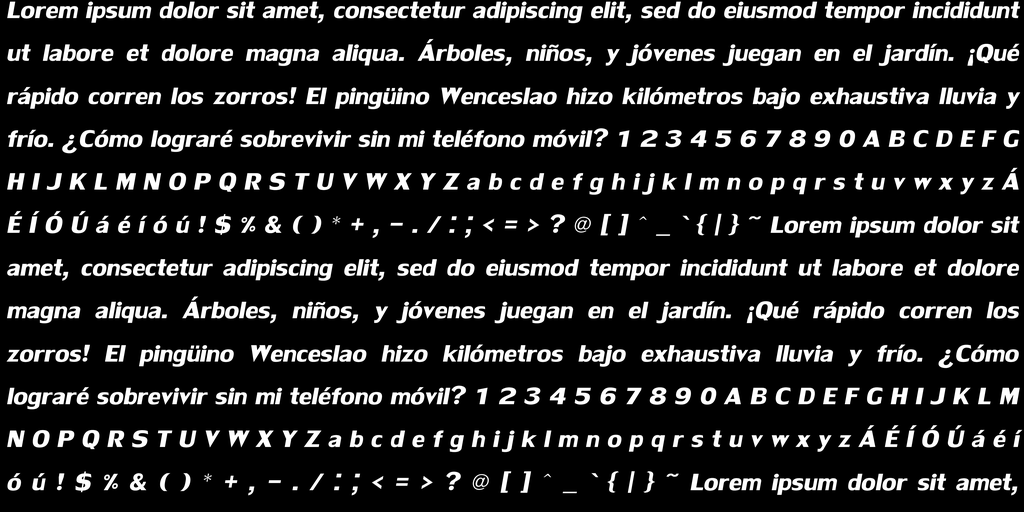 Lorem ipsum dolor sit amet, consectetur adipiscing elit, sed do eiusmod tempor incididunt
ut labore et dolore magna aliqua. Árboles, niños, y jóvenes juegan en el jardín. ¡Qué
rápido corren los zorros! El pingüino Wenceslao hizo kilómetros bajo exhaustiva lluvia y
frío. ¿Cómo lograré sobrevivir sin mi teléfono móvil? 1 2 3 4 5 6 7 8 9 0 A B C D E F G
H I J K L M N O P Q R S T U V W X Y Z a b c d e f g h i j k l m n o p q r s t u v w x y z Á
É Í Ó Ú á é í ó ú ! $ % & ( ) * + , - . / : ; < = > ? @ [ ] ^ _ ` { | } ~ Lorem ipsum dolor sit
amet, consectetur adipiscing elit, sed do eiusmod tempor incididunt ut labore et dolore
magna aliqua. Árboles, niños, y jóvenes juegan en el jardín. ¡Qué rápido corren los
zorros! El pingüino Wenceslao hizo kilómetros bajo exhaustiva lluvia y frío. ¿Cómo
lograré sobrevivir sin mi teléfono móvil? 1 2 3 4 5 6 7 8 9 0 A B C D E F G H I J K L M
N O P Q R S T U V W X Y Z a b c d e f g h i j k l m n o p q r s t u v w x y z Á É Í Ó Ú á é í
ó ú ! $ % & ( ) * + , - . / : ; < = > ? @ [ ] ^ _ ` { | } ~ Lorem ipsum dolor sit amet,